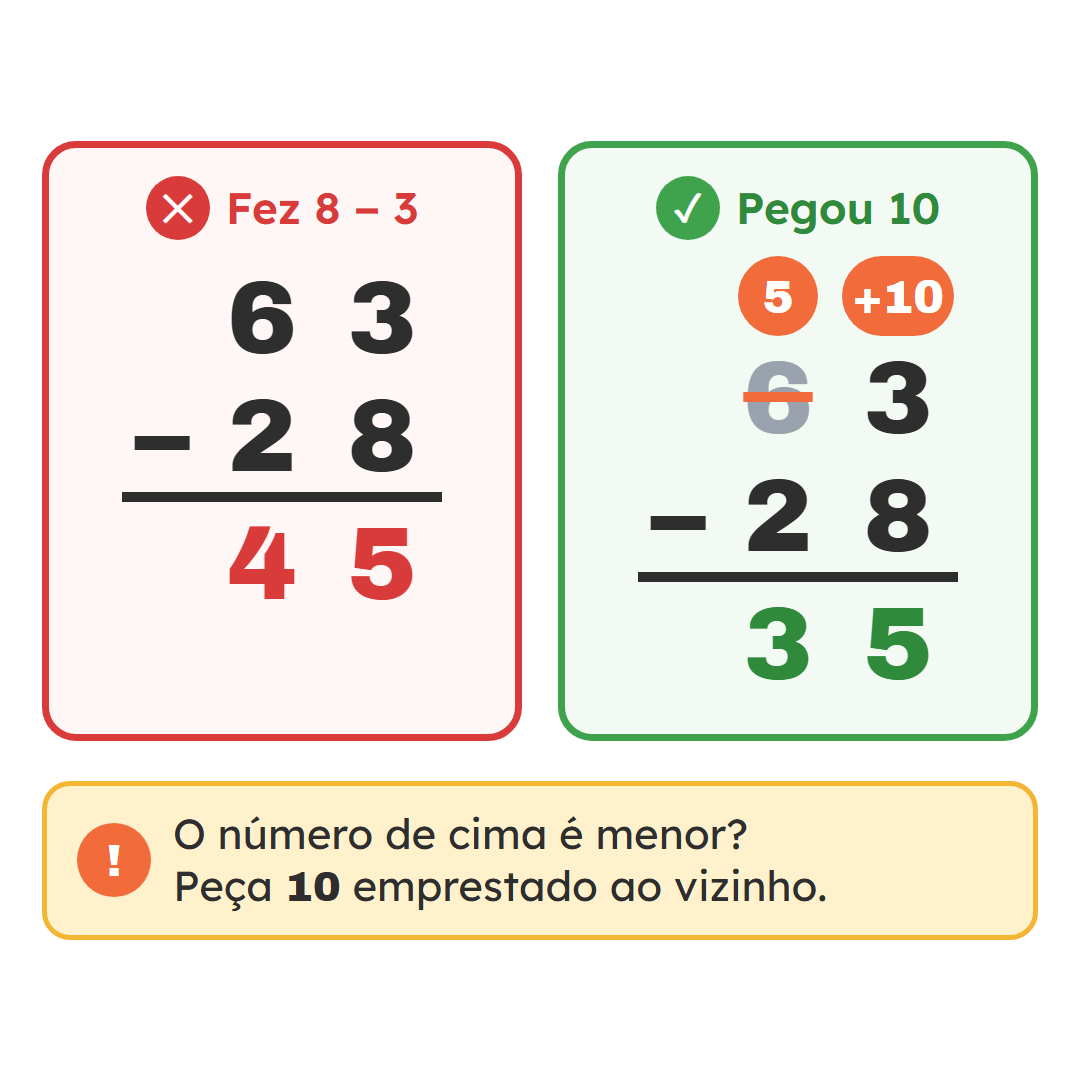 Fez 8 – 3
6 3
– 2 8
4 5
Pegou 10
5 +10
6 3
– 2 8
3 5
! O número de cima é menor?
Peça 10 emprestado ao vizinho.